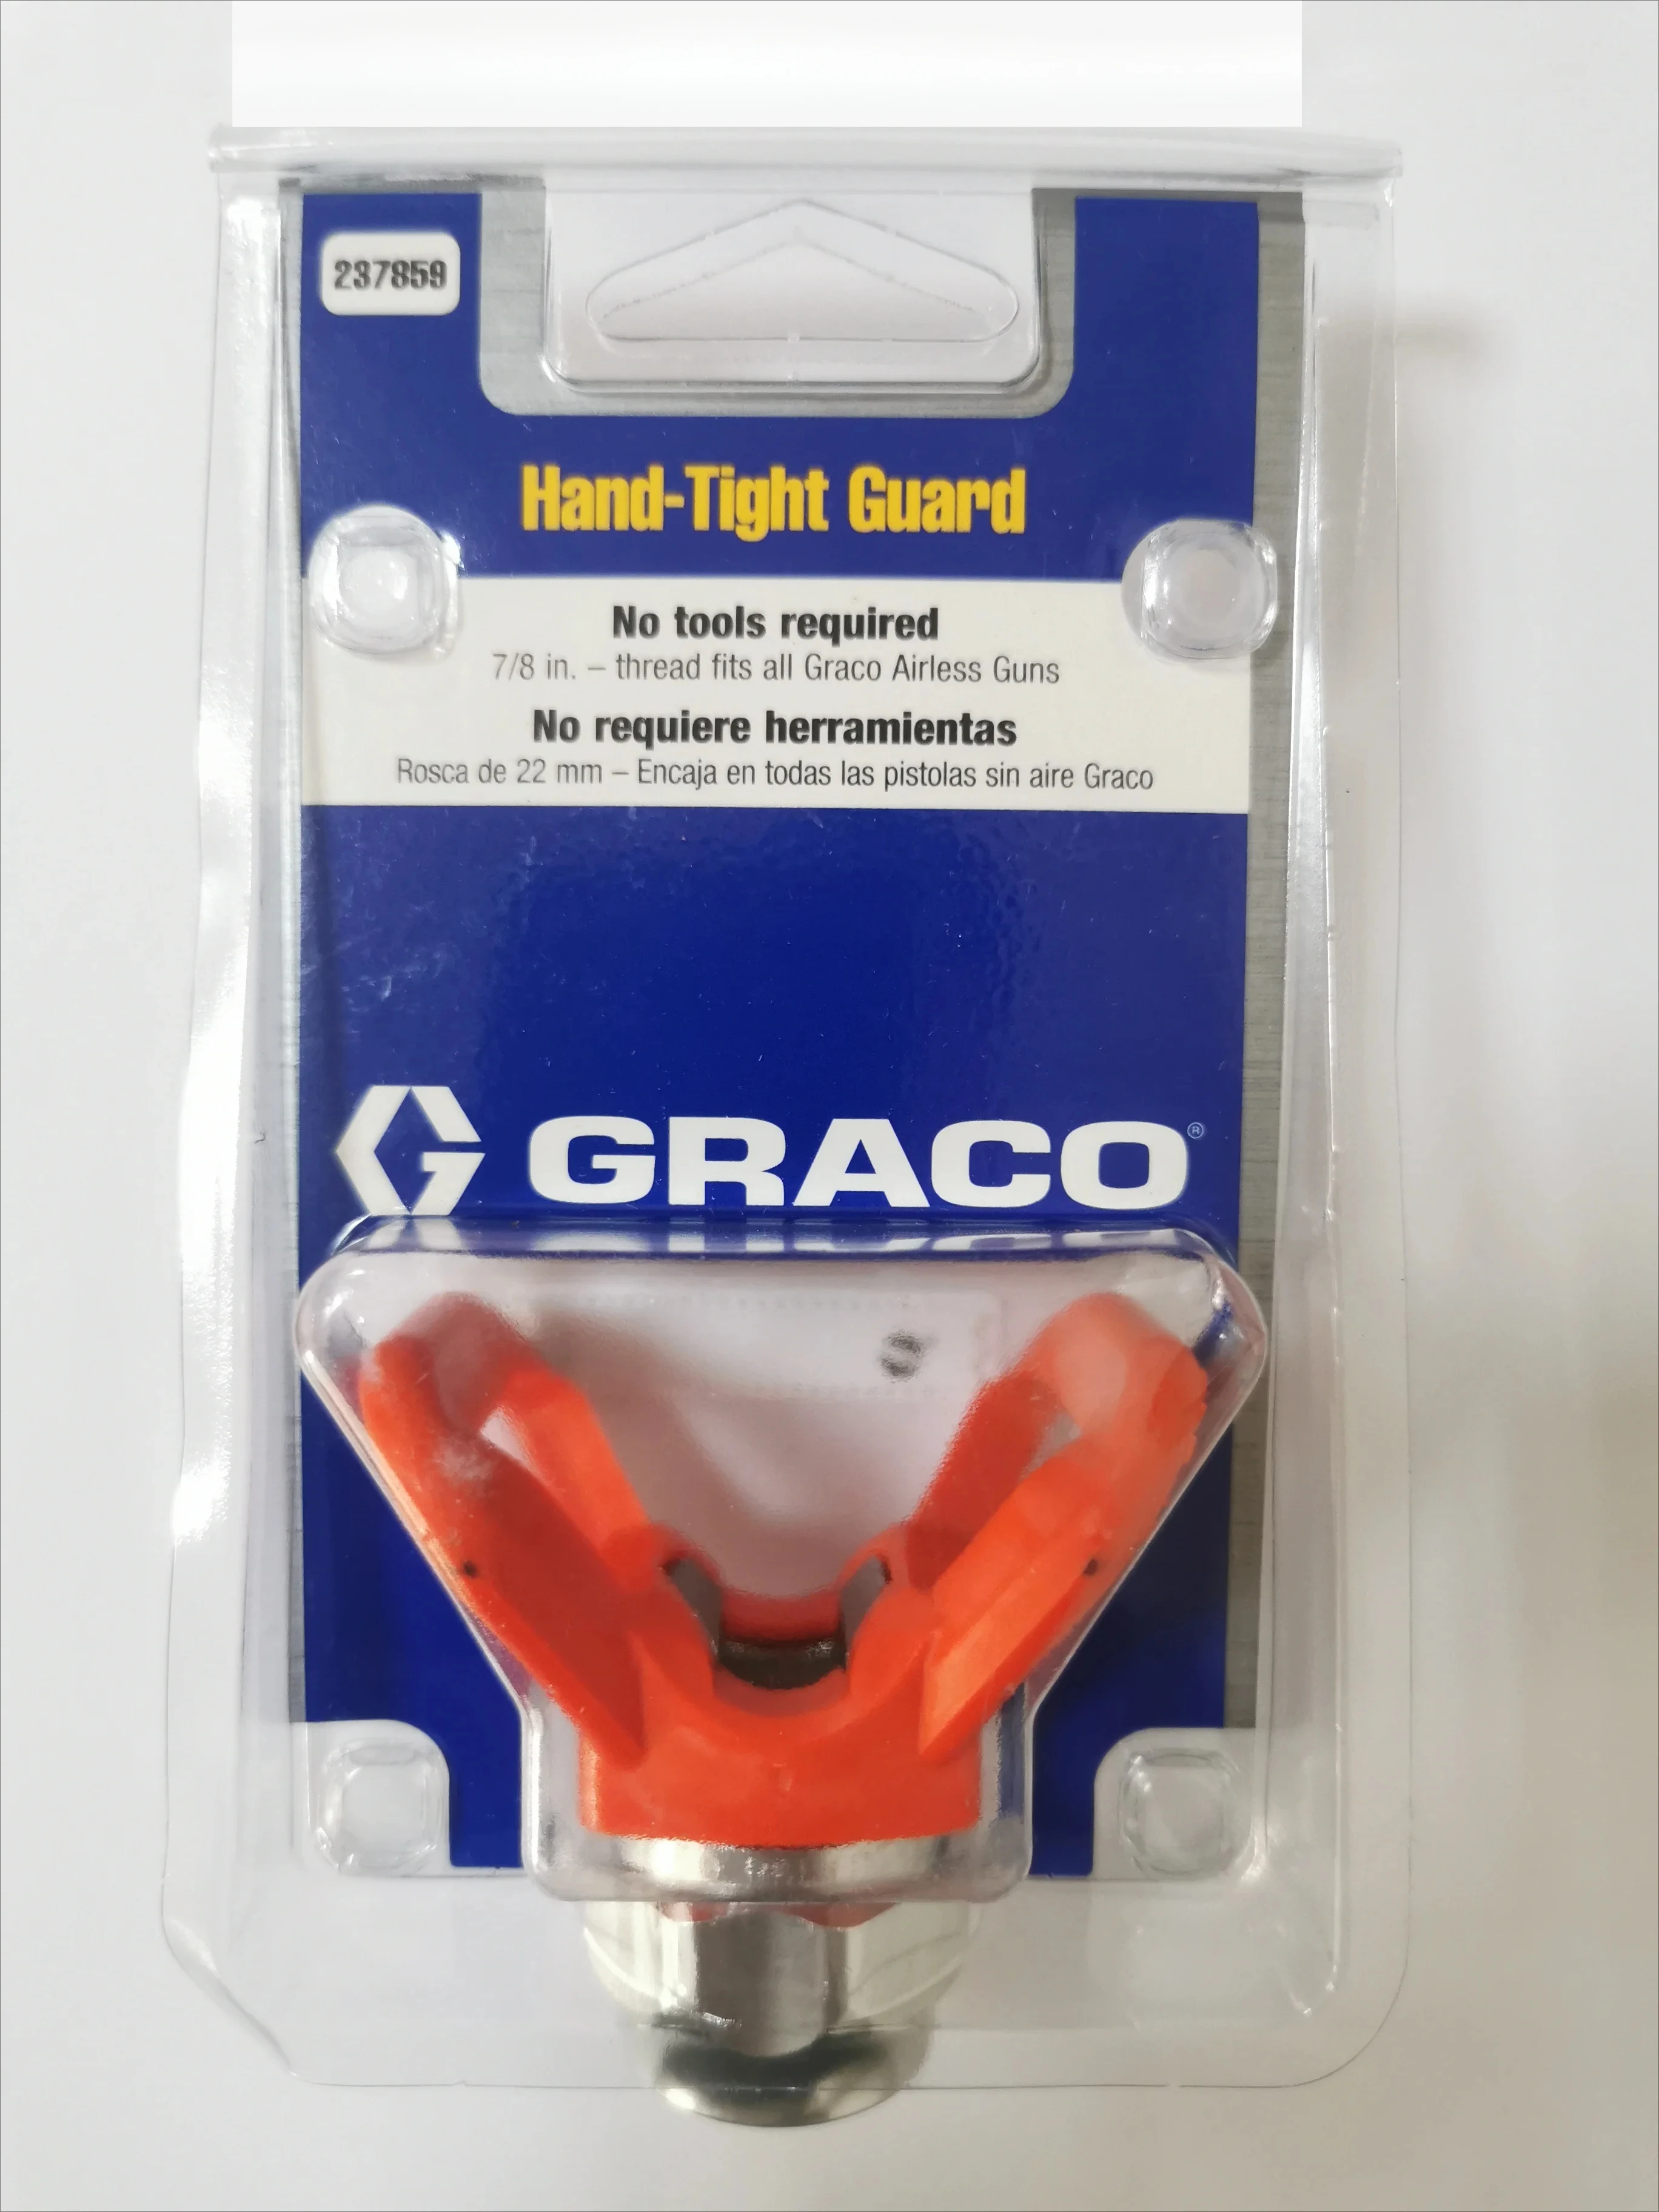 237859
Hand-Tight Guard
No tools required
7/8 in. – thread fits all Graco Airless Guns
No requiere herramientas
Rosca de 22 mm – Encaja en todas las pistolas sin aire Graco
GRACO®
S